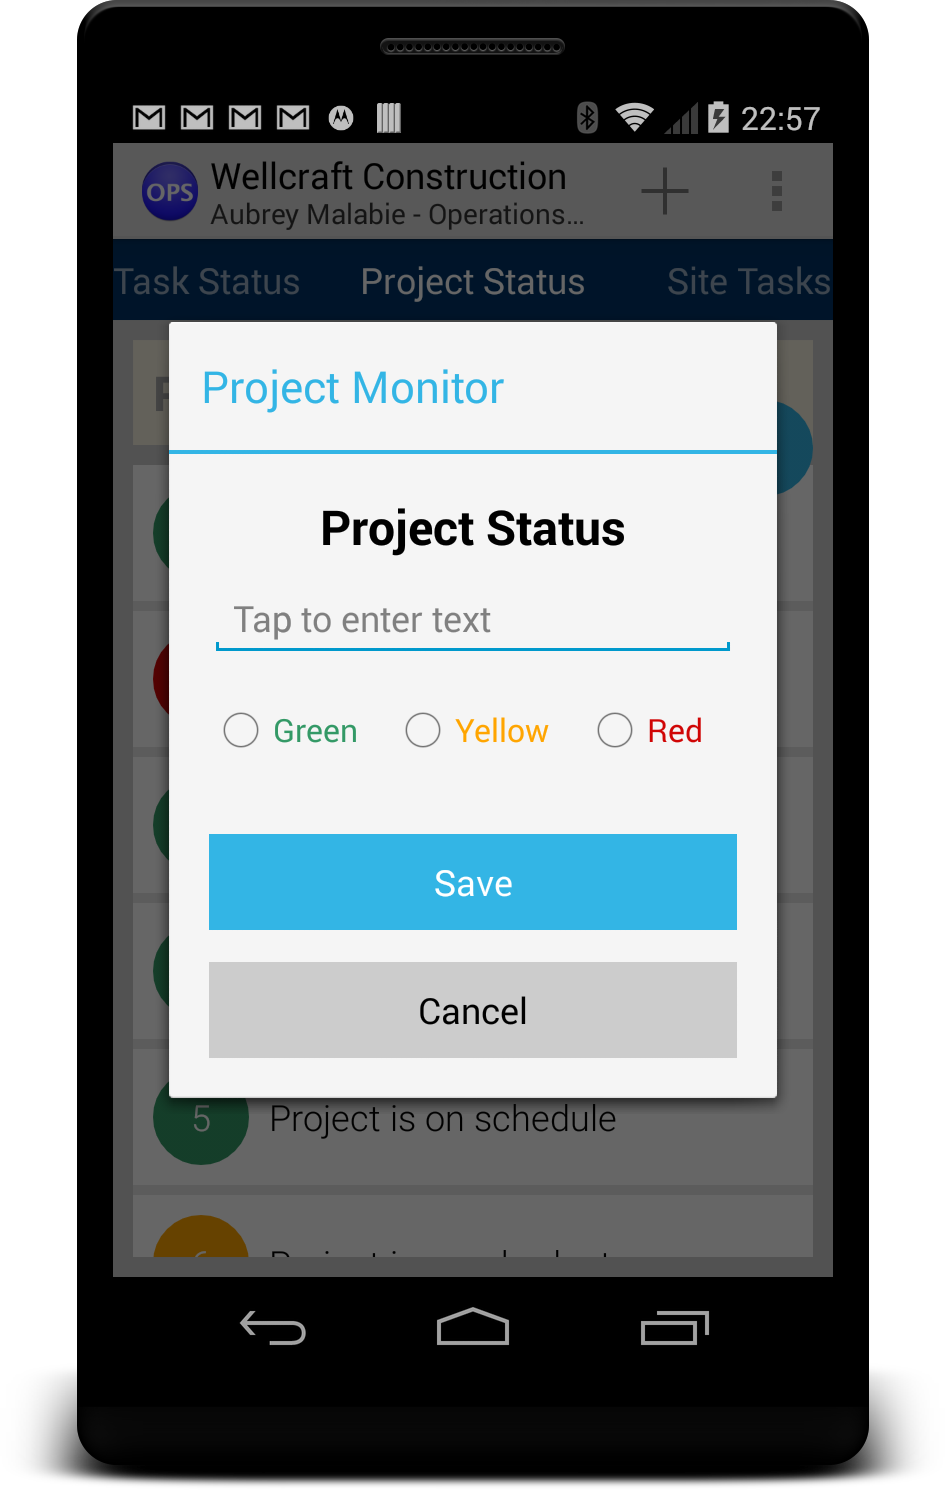 22:57
OPS
Wellcraft Construction
Aubrey Malabie - Operations...
Task Status Project Status Site Tasks
Project Monitor
Project Status
Tap to enter text
Green Yellow Red
Save
Cancel
5 Project is on schedule